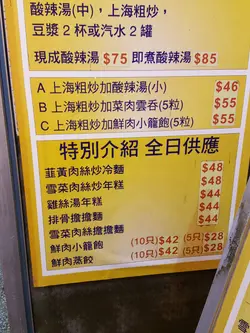 酸辣湯(中),上海粗炒,
豆漿2杯或汽水2罐
現成酸辣湯 $75 即煮酸辣湯 $85
A 上海粗炒加酸辣湯(小) $46
B 上海粗炒加菜肉雲吞(5粒) $55
C 上海粗炒加鮮肉小籠飽(5粒) $55
特別介紹 全日供應
韮黃肉絲炒冷麵 $48
雪菜肉絲炒年糕 $48
雞絲湯年糕 $44
排骨擔擔麵 $44
雪菜肉絲擔擔麵 $44
鮮肉小籠飽 (10只)$42 (5只)$28
鮮肉蒸餃 (10只)$42 (5只)$28